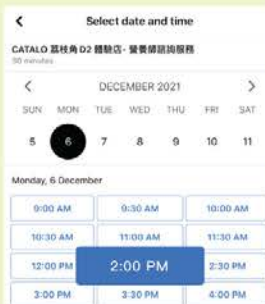 Select date and time
CATALO 荔枝角 D2 體驗店- 營養師諮詢服務
30 minutes
DECEMBER 2021
SUN MON TUE WED THU FRI SAT
5 6 7 8 9 10 11
Monday, 6 December
9:00 AM 9:30 AM 10:00 AM
10:30 AM 11:00 AM 11:30 AM
12:00 PM 2:00 PM 2:30 PM
3:00 PM 3:30 PM 4:00 PM